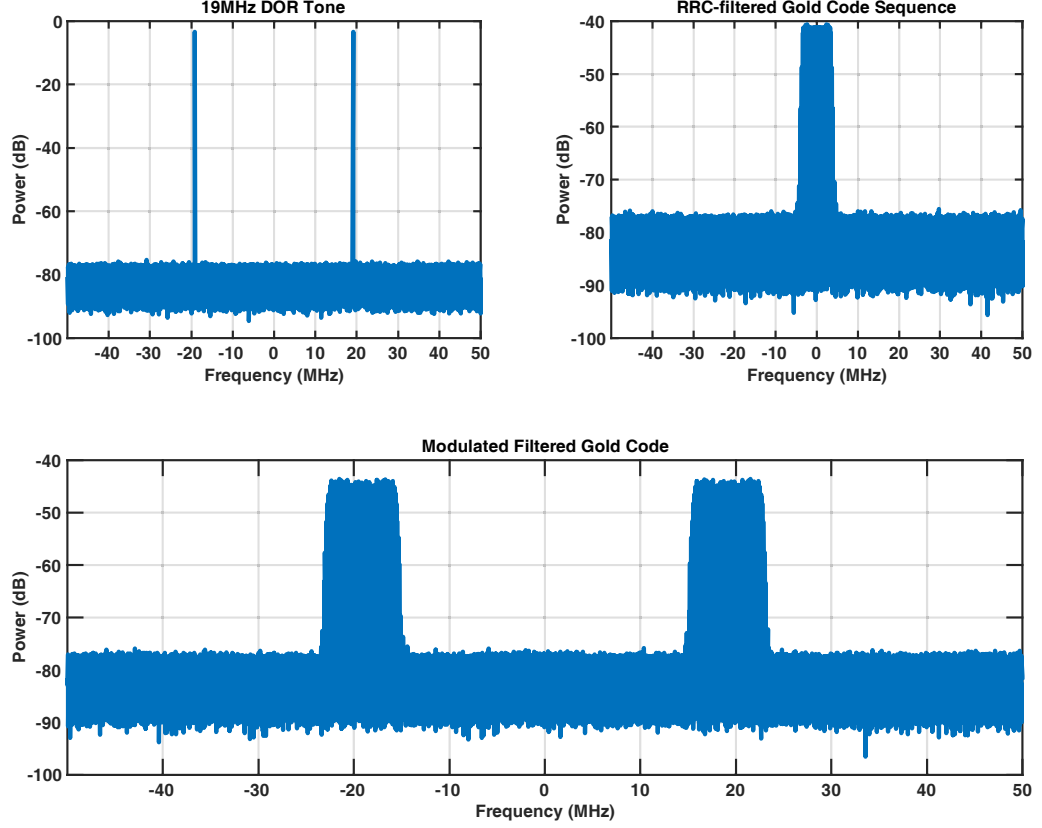 19MHz DOR Tone
0
-20
-40
-60
-80
-100
Power (dB)
-40 -30 -20 -10 0 10 20 30 40 50
Frequency (MHz)
RRC-filtered Gold Code Sequence
-40
-50
-60
-70
-80
-90
-100
Power (dB)
-40 -30 -20 -10 0 10 20 30 40 50
Frequency (MHz)
Modulated Filtered Gold Code
-40
-50
-60
-70
-80
-90
-100
Power (dB)
-40 -30 -20 -10 0 10 20 30 40 50
Frequency (MHz)